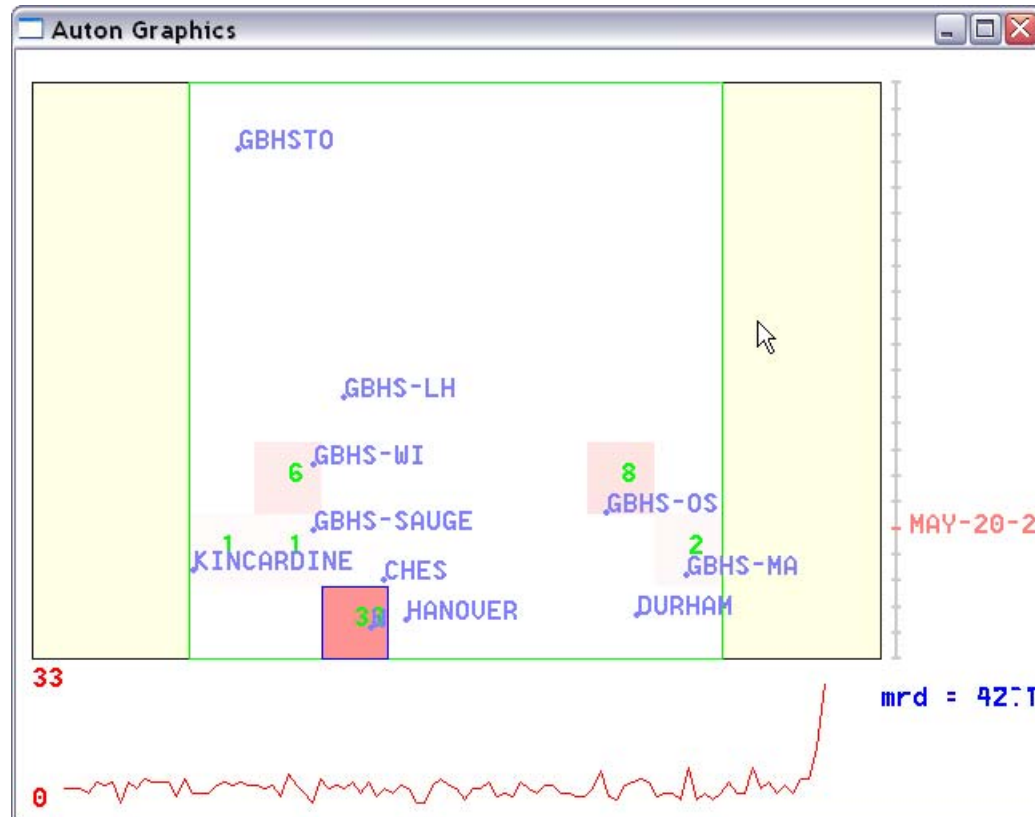 Auton Graphics
GBHSTO
GBHS-LH
GBHS-WI
6
8
GBHS-OS
GBHS-SAUGE
1
1
2
MAY-20-2
KINCARDINE
CHES
GBHS-MA
HANOVER
DURHAM
33
mrd =
0